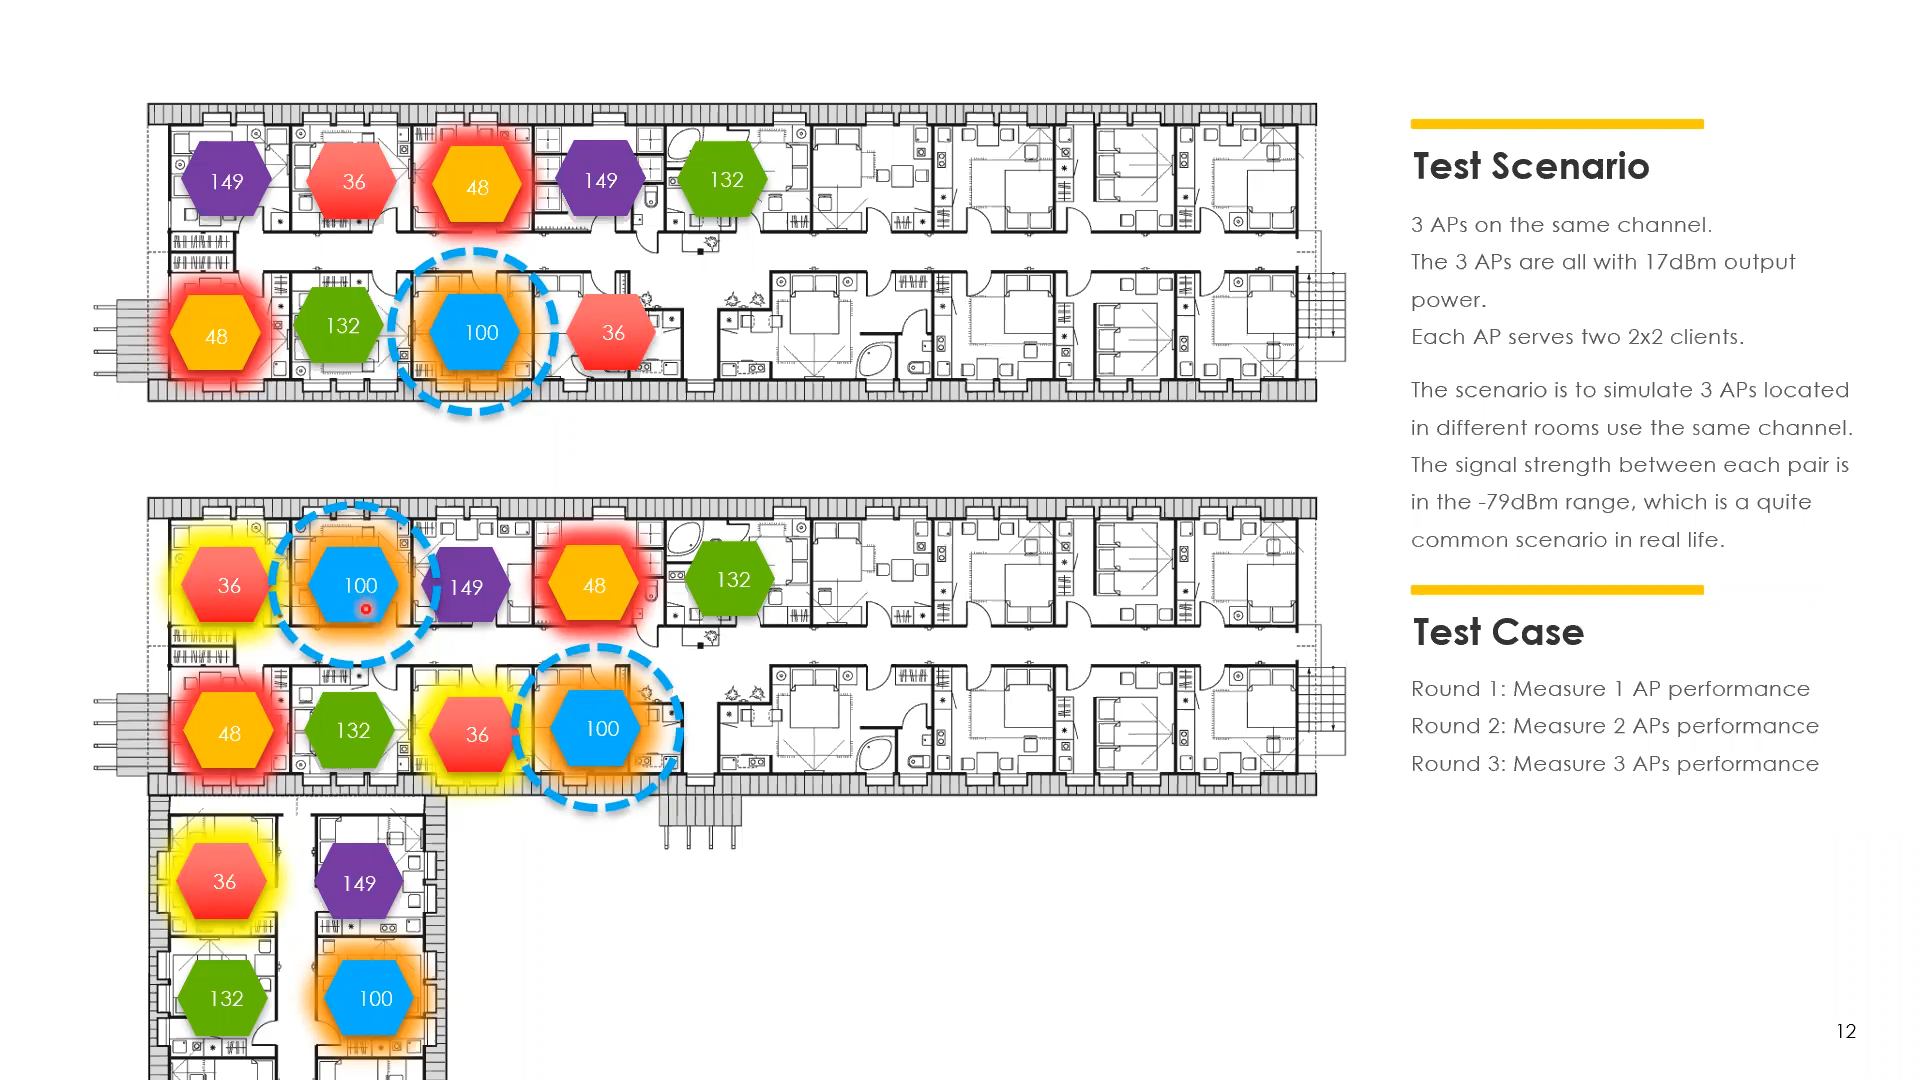 149
36
48
149
132
48
132
100
36
36
100
149
48
132
48
132
36
100
36
149
132
100
Test Scenario
3 APs on the same channel.
The 3 APs are all with 17dBm output
power.
Each AP serves two 2x2 clients.
The scenario is to simulate 3 APs located
in different rooms use the same channel.
The signal strength between each pair is
in the -79dBm range, which is a quite
common scenario in real life.
Test Case
Round 1: Measure 1 AP performance
Round 2: Measure 2 APs performance
Round 3: Measure 3 APs performance
12